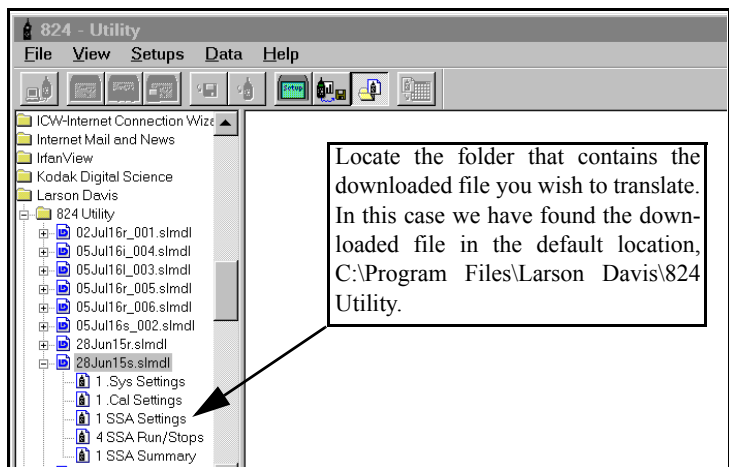 824 - Utility
File View Setups Data Help
Setup
ICW-Internet Connection Wiza
Internet Mail and News
IrfanView
Kodak Digital Science
Larson Davis
824 Utility
02Jul16r_001.slmdl
05Jul16i_004.slmdl
05Jul16l_003.slmdl
05Jul16r_005.slmdl
05Jul16r_006.slmdl
05Jul16s_002.slmdl
28Jun15r.slmdl
28Jun15s.slmdl
1 .Sys Settings
1 .Cal Settings
1 SSA Settings
4 SSA Run/Stops
1 SSA Summary
Locate the folder that contains the
downloaded file you wish to translate.
In this case we have found the down-
loaded file in the default location,
C:\Program Files\Larson Davis\824
Utility.